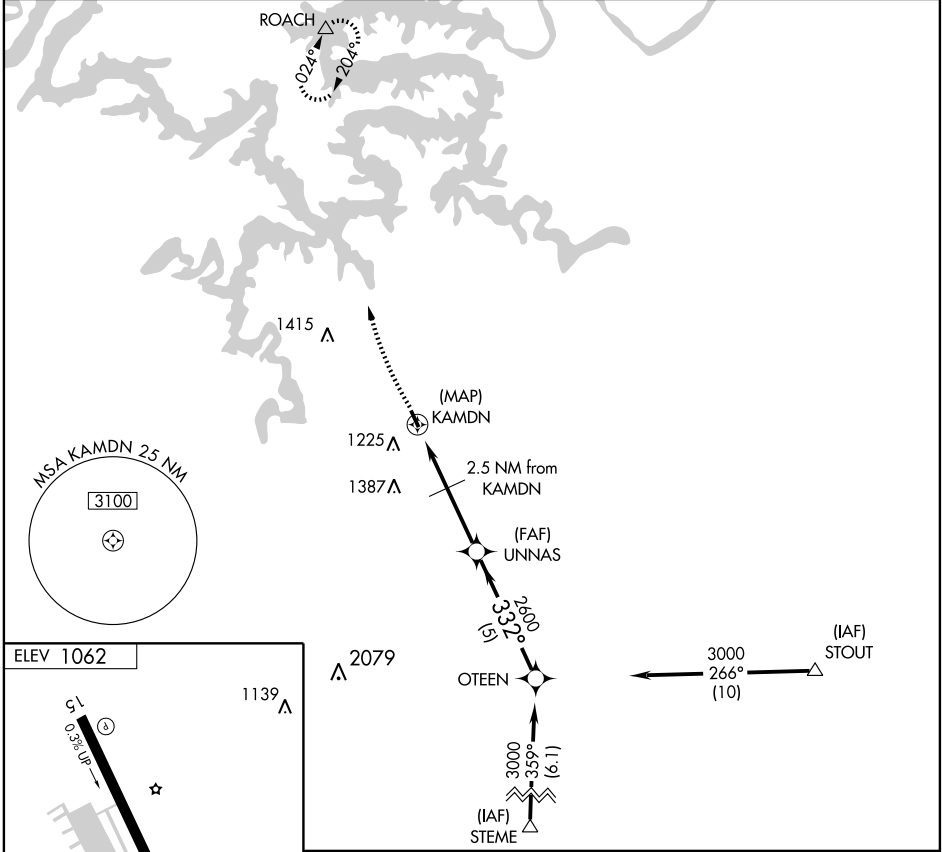 ROACH
024°
204°
1415
(MAP)
KAMDN
1225
1387
2.5 NM from
KAMDN
(FAF)
UNNAS
MSA KAMDN 25 NM
3100
2600
332°
(5)
ELEV 1062
2079
OTEEN
3000
266°
(10)
(IAF)
STOUT
1139
15
P
0.3% UP
3000
359°
(6.1)
(IAF)
STEME